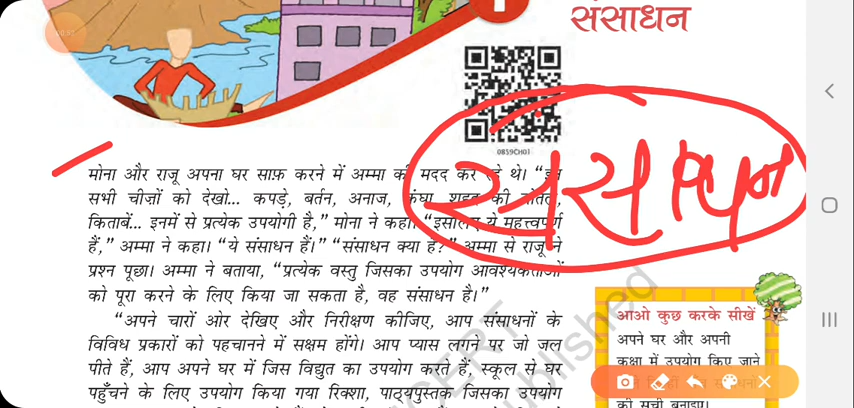 1
संसाधन
0859CH01
संसाधन
मोना और राजू अपना घर साफ़ करने में अम्मा की मदद कर रहे थे। “इन
सभी चीज़ों को देखो... कपड़े, बर्तन, अनाज, कंघा, शहद की बोतल,
किताबें... इनमें से प्रत्येक उपयोगी है,” मोना ने कहा। “इसलिए ये महत्त्वपूर्ण
हैं,” अम्मा ने कहा। “ये संसाधन हैं।” “संसाधन क्या है?” अम्मा से राजू ने
प्रश्न पूछा। अम्मा ने बताया, “प्रत्येक वस्तु जिसका उपयोग आवश्यकताओं
को पूरा करने के लिए किया जा सकता है, वह संसाधन है।”
“अपने चारों ओर देखिए और निरीक्षण कीजिए, आप संसाधनों के
विविध प्रकारों को पहचानने में सक्षम होंगे। आप प्यास लगने पर जो जल
पीते हैं, आप अपने घर में जिस विद्युत का उपयोग करते हैं, स्कूल से घर
पहुँचने के लिए उपयोग किया गया रिक्शा, पाठ्यपुस्तक जिसका उपयोग
आओ कुछ करके सीखें
अपने घर और अपनी
कक्षा में उपयोग किए जाने
की सूची बनाइए।